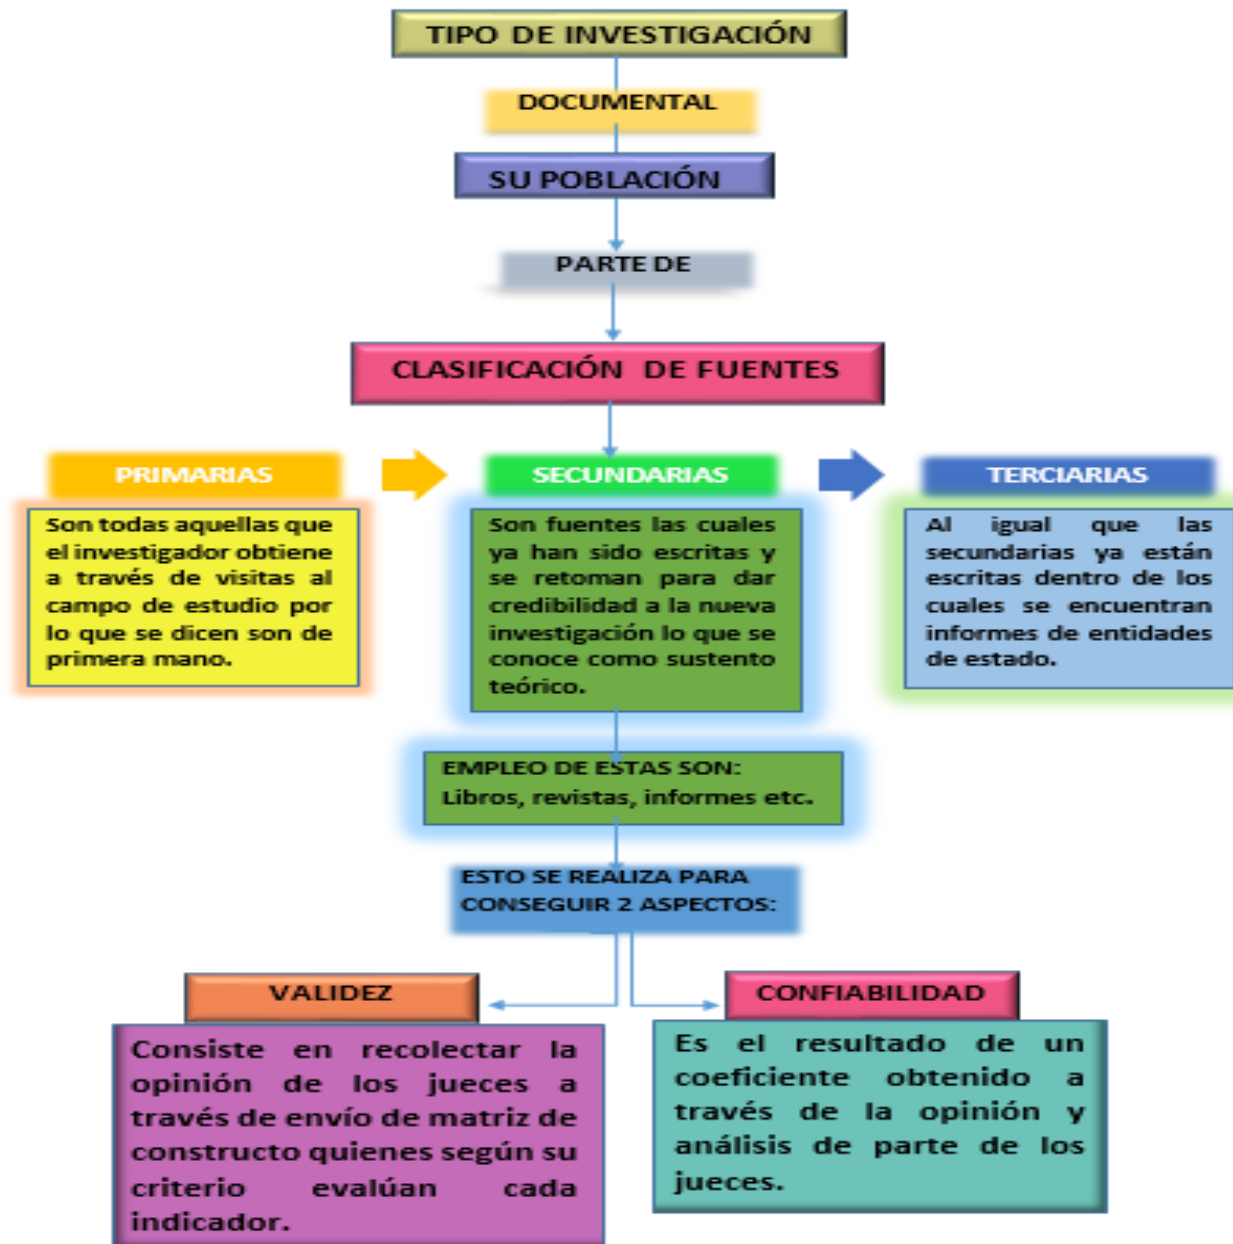 TIPO DE INVESTIGACIÓN
DOCUMENTAL
SU POBLACIÓN
PARTE DE
CLASIFICACIÓN DE FUENTES
PRIMARIAS
Son todas aquellas que
el investigador obtiene
a través de visitas al
campo de estudio por
lo que se dicen son de
primera mano.
SECUNDARIAS
Son fuentes las cuales
ya han sido escritas y
se retoman para dar
credibilidad a la nueva
investigación lo que se
conoce como sustento
teórico.
TERCIARIAS
Al igual que las
secundarias ya están
escritas dentro de los
cuales se encuentran
informes de entidades
de estado.
EMPLEO DE ESTAS SON:
Libros, revistas, informes etc.
ESTO SE REALIZA PARA
CONSEGUIR 2 ASPECTOS:
VALIDEZ
Consiste en recolectar la
opinión de los jueces a
través de envío de matriz de
constructo quienes según su
criterio evalúan cada
indicador.
CONFIABILIDAD
Es el resultado de un
coeficiente obtenido a
través de la opinión y
análisis de parte de los
jueces.